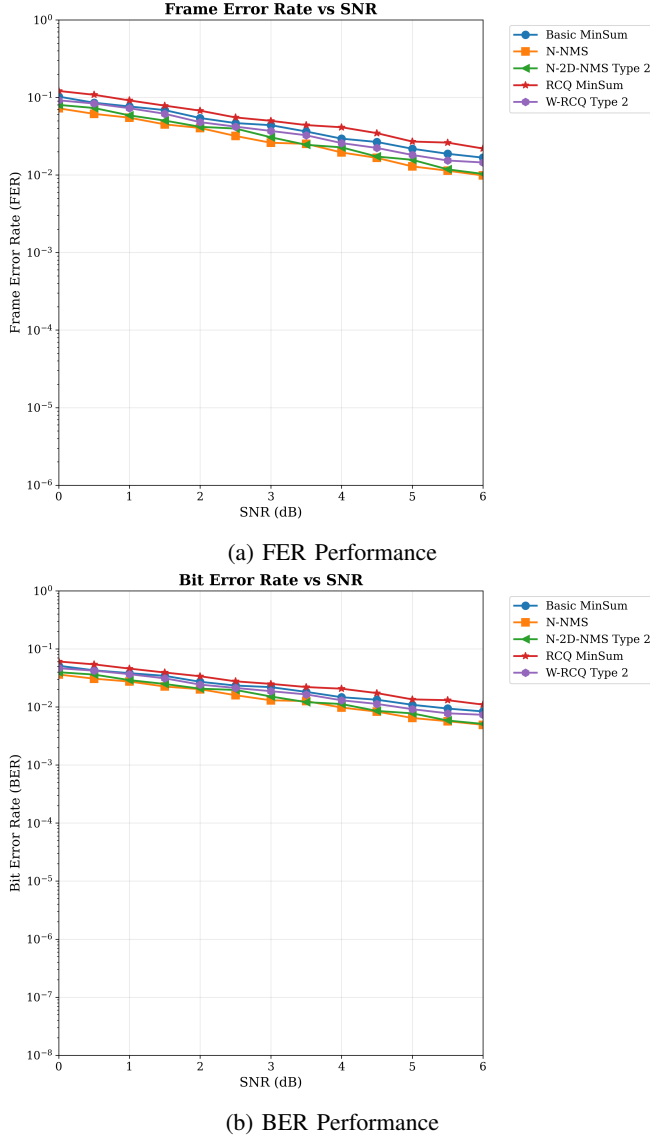 Frame Error Rate vs SNR
10^0
10^-1
10^-2
10^-3
10^-4
10^-5
10^-6
Frame Error Rate (FER)
0 1 2 3 4 5 6
SNR (dB)
Basic MinSum
N-NMS
N-2D-NMS Type 2
RCQ MinSum
W-RCQ Type 2
(a) FER Performance
Bit Error Rate vs SNR
10^0
10^-1
10^-2
10^-3
10^-4
10^-5
10^-6
10^-7
10^-8
Bit Error Rate (BER)
0 1 2 3 4 5 6
SNR (dB)
Basic MinSum
N-NMS
N-2D-NMS Type 2
RCQ MinSum
W-RCQ Type 2
(b) BER Performance